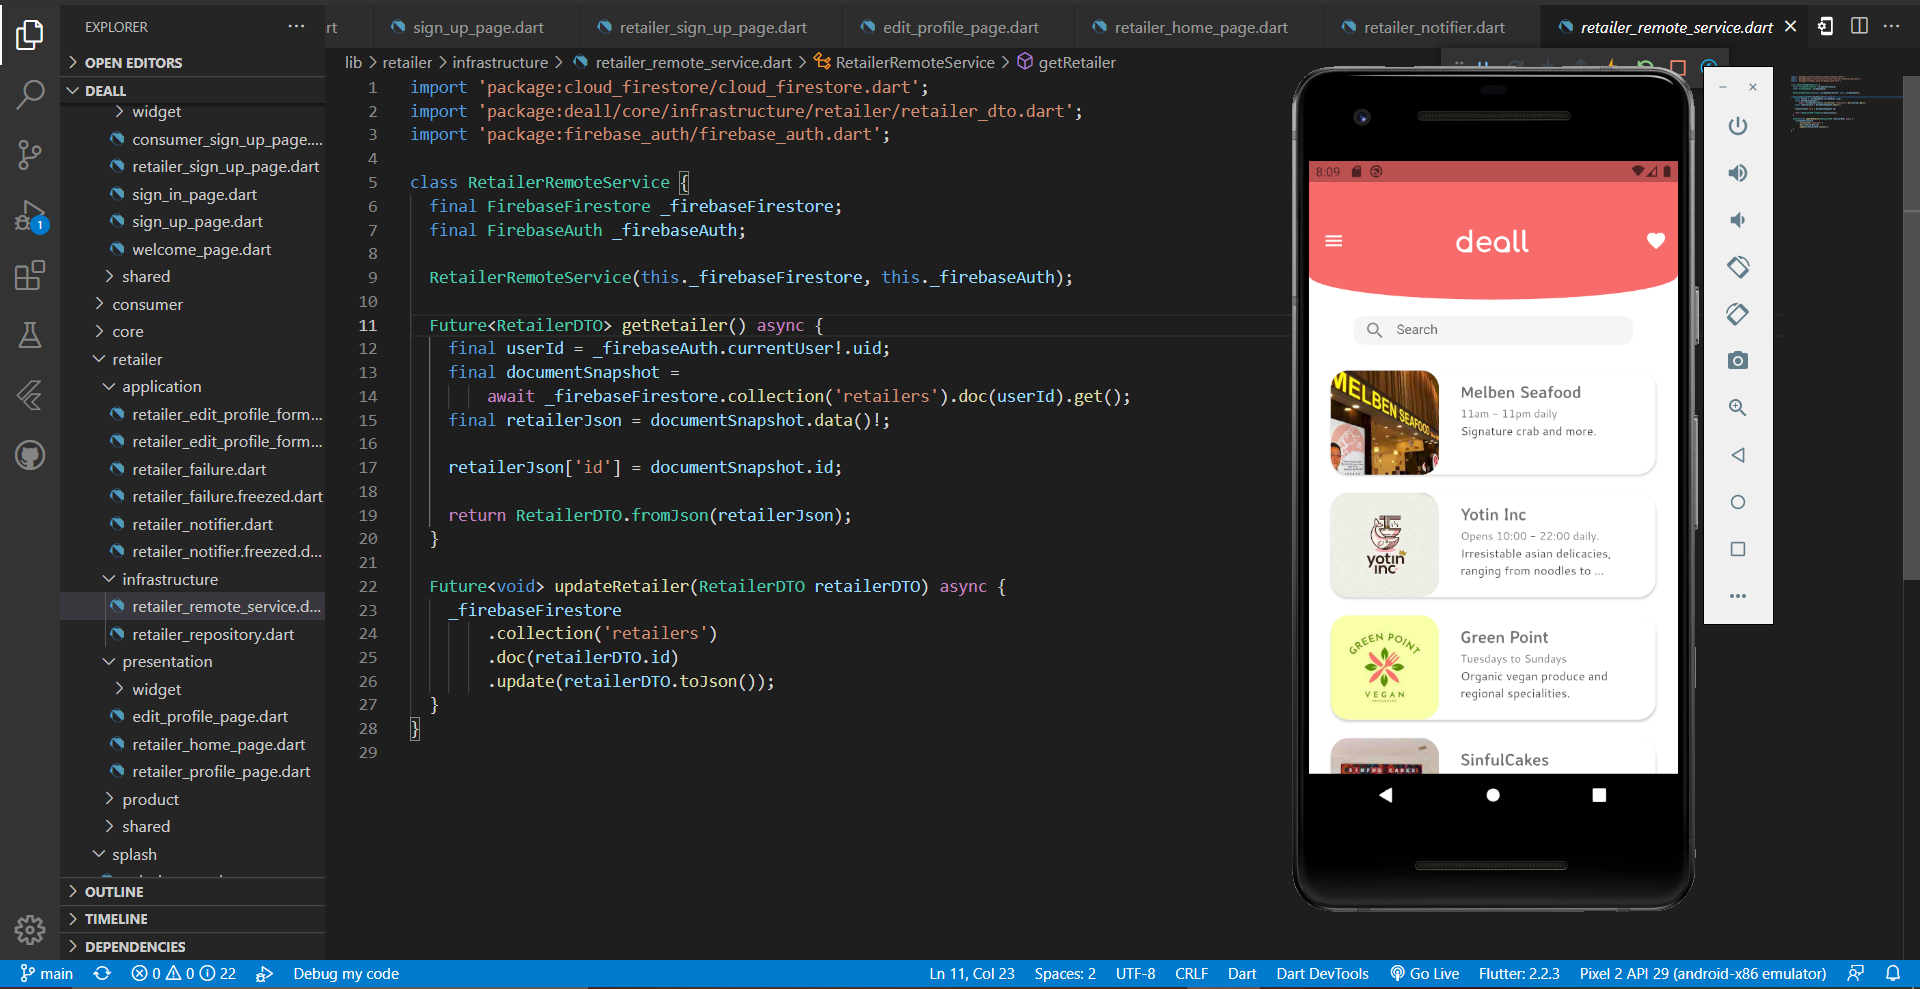 EXPLORER
rt
sign_up_page.dart
retailer_sign_up_page.dart
edit_profile_page.dart
retailer_home_page.dart
retailer_notifier.dart
retailer_remote_service.dart
OPEN EDITORS
DEALL
widget
consumer_sign_up_page....
retailer_sign_up_page.dart
sign_in_page.dart
sign_up_page.dart
welcome_page.dart
shared
consumer
core
retailer
application
retailer_edit_profile_form...
retailer_edit_profile_form...
retailer_failure.dart
retailer_failure.freezed.dart
retailer_notifier.dart
retailer_notifier.freezed.d...
infrastructure
retailer_remote_service.d...
retailer_repository.dart
presentation
widget
edit_profile_page.dart
retailer_home_page.dart
retailer_profile_page.dart
product
shared
splash
OUTLINE
TIMELINE
DEPENDENCIES
1
lib > retailer > infrastructure > retailer_remote_service.dart > RetailerRemoteService > getRetailer
1 import 'package:cloud_firestore/cloud_firestore.dart';
2 import 'package:deall/core/infrastructure/retailer/retailer_dto.dart';
3 import 'package:firebase_auth/firebase_auth.dart';
4
5 class RetailerRemoteService {
6 final FirebaseFirestore _firebaseFirestore;
7 final FirebaseAuth _firebaseAuth;
8
9 RetailerRemoteService(this._firebaseFirestore, this._firebaseAuth);
10
11 Future<RetailerDTO> getRetailer() async {
12 final userId = _firebaseAuth.currentUser!.uid;
13 final documentSnapshot =
14 await _firebaseFirestore.collection('retailers').doc(userId).get();
15 final retailerJson = documentSnapshot.data()!;
16
17 retailerJson['id'] = documentSnapshot.id;
18
19 return RetailerDTO.fromJson(retailerJson);
20 }
21
22 Future<void> updateRetailer(RetailerDTO retailerDTO) async {
23 _firebaseFirestore
24 .collection('retailers')
25 .doc(retailerDTO.id)
26 .update(retailerDTO.toJson());
27 }
28 }
29
8:09
deall
Search
MELBEN SEAFOOD
Melben Seafood
11am - 11pm daily
Signature crab and more.
yotin
inc
Yotin Inc
Opens 10:00 - 22:00 daily.
Irresistable asian delicacies,
ranging from noodles to ...
GREEN POINT
VEGAN
Green Point
Tuesdays to Sundays
Organic vegan produce and
regional specialities.
SINFUL CAKES
SinfulCakes
main
0
0
22
Debug my code
Ln 11, Col 23
Spaces: 2
UTF-8
CRLF
Dart
Dart DevTools
Go Live
Flutter: 2.2.3
Pixel 2 API 29 (android-x86 emulator)